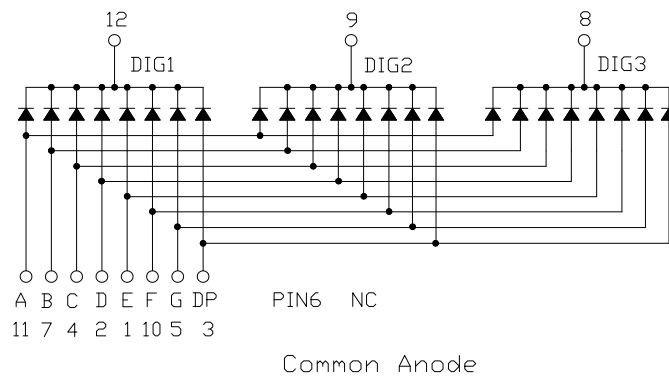 12 9 8
DIG1 DIG2 DIG3
A B C D E F G DP PIN6 NC
11 7 4 2 1 10 5 3
Common Anode